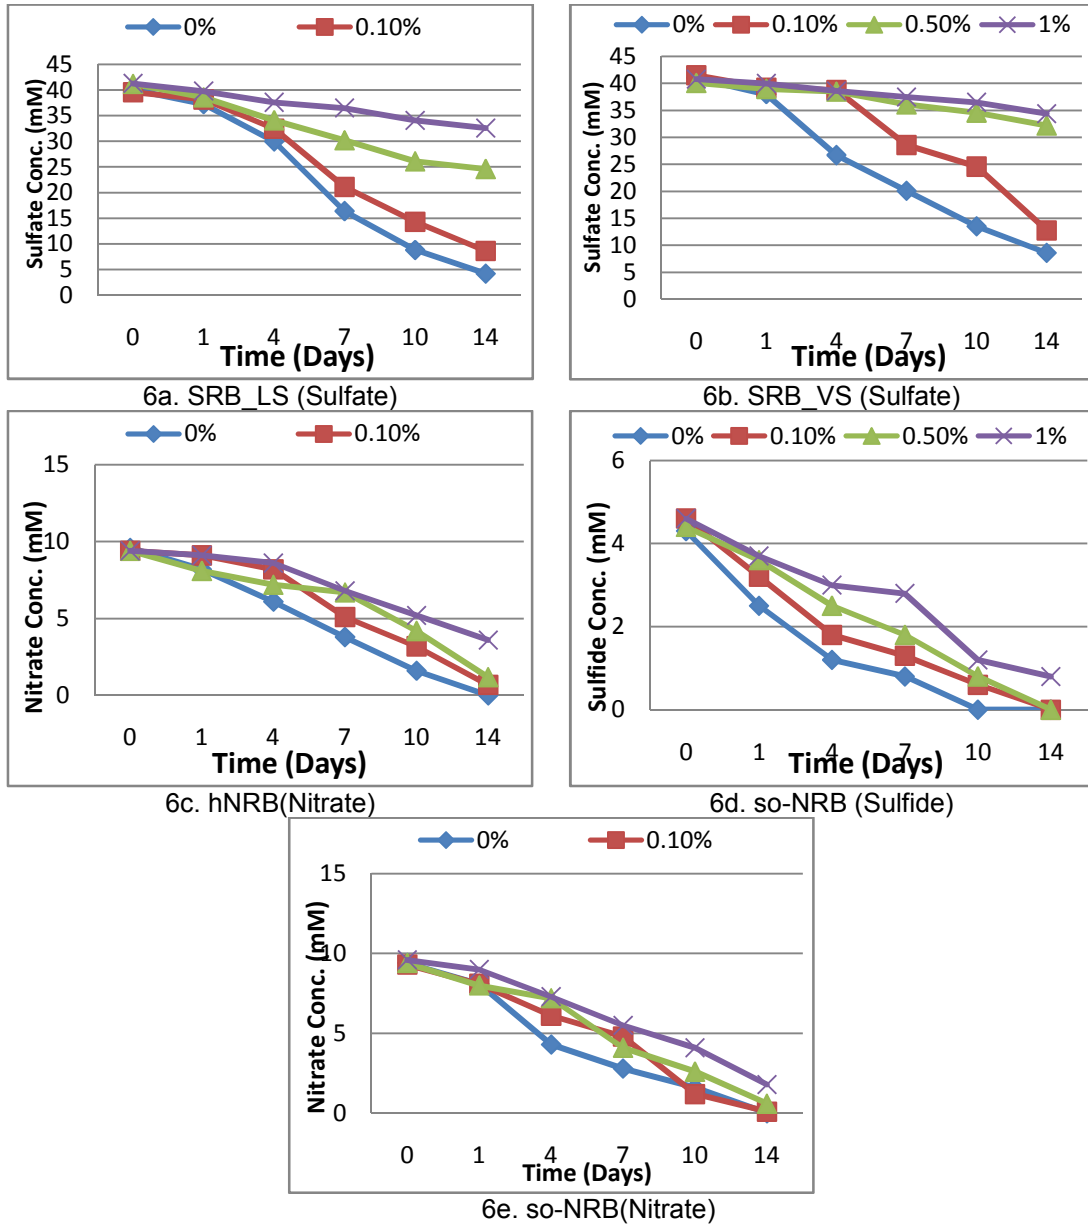 0% 0.10%
45
40
35
30
25
20
15
10
5
0
Sulfate Conc. (mM)
0 1 4 7 10 14
Time (Days)
6a. SRB_LS (Sulfate)
0% 0.10% 0.50% 1%
45
40
35
30
25
20
15
10
5
0
Sulfate Conc. (mM)
0 1 4 7 10 14
Time (Days)
6b. SRB_VS (Sulfate)
0% 0.10%
15
10
5
0
Nitrate Conc. (mM)
0 1 4 7 10 14
Time (Days)
6c. hNRB(Nitrate)
0% 0.10% 0.50% 1%
6
4
2
0
Sulfide Conc. (mM)
0 1 4 7 10 14
Time (Days)
6d. so-NRB (Sulfide)
0% 0.10%
15
10
5
0
Nitrate Conc. (mM)
0 1 4 7 10 14
Time (Days)
6e. so-NRB(Nitrate)